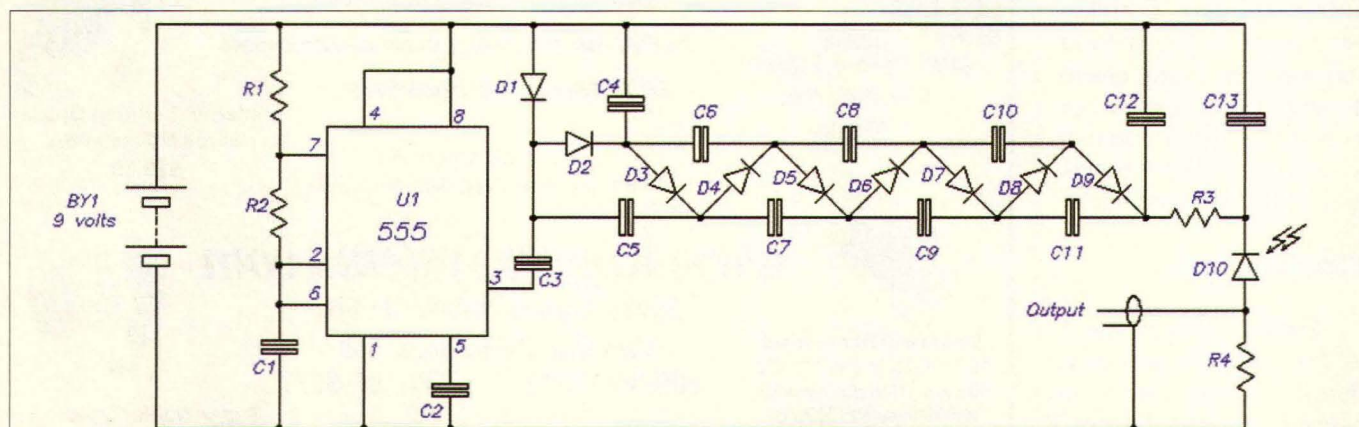 R1
R2
C1
BY1
9 volts
4
8
7
2
6
3
1
5
U1
555
C2
D1
D2
C3
C4
C6
C8
C10
D3
D4
D5
D6
D7
D8
D9
C5
C7
C9
C11
C12
C13
R3
D10
Output
R4